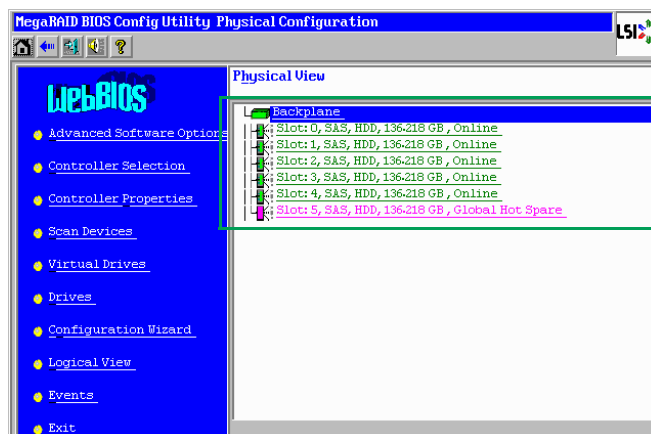 MegaRAID BIOS Config Utility Physical Configuration
LSI
WebBIOS
Advanced Software Option
Controller Selection
Controller Properties
Scan Devices
Virtual Drives
Drives
Configuration Wizard
Logical View
Events
Exit
Physical View
Backplane
Slot: 0, SAS, HDD, 136.218 GB , Online
Slot: 1, SAS, HDD, 136.218 GB , Online
Slot: 2, SAS, HDD, 136.218 GB , Online
Slot: 3, SAS, HDD, 136.218 GB , Online
Slot: 4, SAS, HDD, 136.218 GB , Online
Slot: 5, SAS, HDD, 136.218 GB , Global Hot Spare